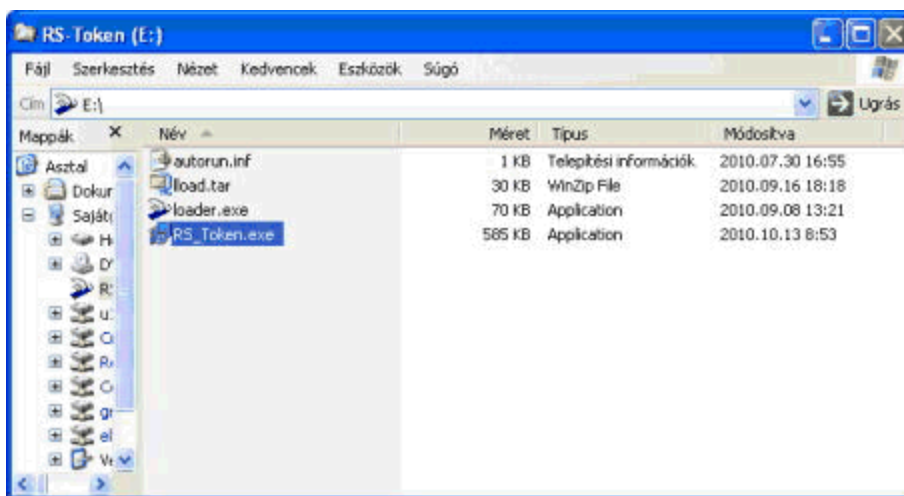 RS-Token (E:)
Fájl Szerkesztés Nézet Kedvencek Eszközök Súgó
Cím E:\ Ugrás
Mappák Név Méret Típus Módosítva
Asztal
Dokur
Saját
autorun.inf 1 KB Telepítési információk 2010.07.30 16:55
lload.tar 30 KB WinZip File 2010.09.16 18:18
loader.exe 70 KB Application 2010.09.08 13:21
RS_Token.exe 585 KB Application 2010.10.13 8:53